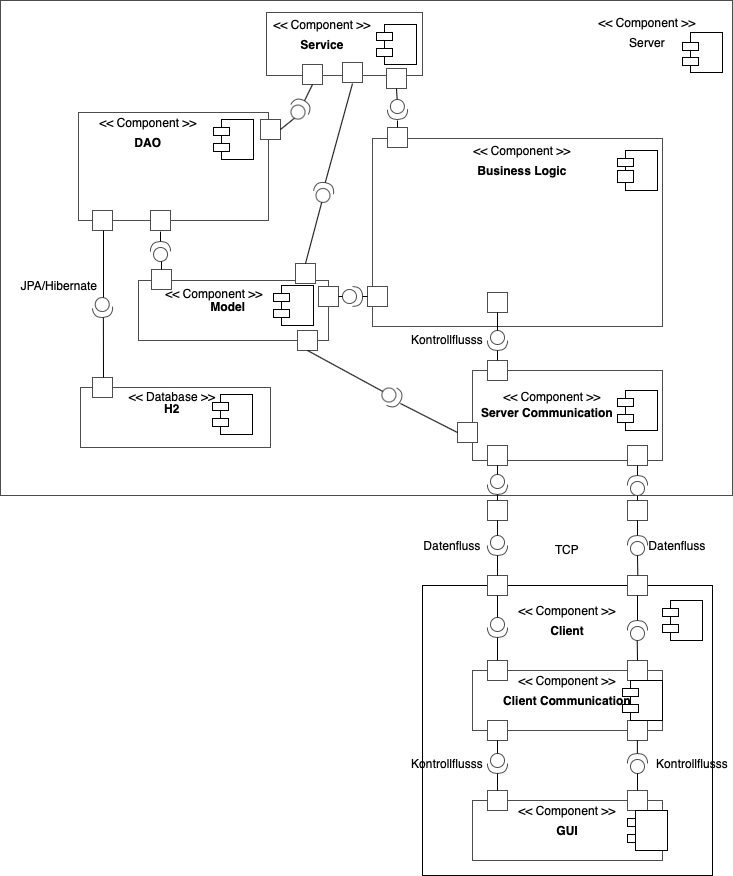 << Component >>
Service
<< Component >>
Server
<< Component >>
DAO
<< Component >>
Business Logic
JPA/Hibernate
<< Component >>
Model
Kontrollflusss
<< Database >>
H2
<< Component >>
Server Communication
Datenfluss
TCP
Datenfluss
<< Component >>
Client
<< Component >>
Client Communication
Kontrollflusss
Kontrollflusss
<< Component >>
GUI